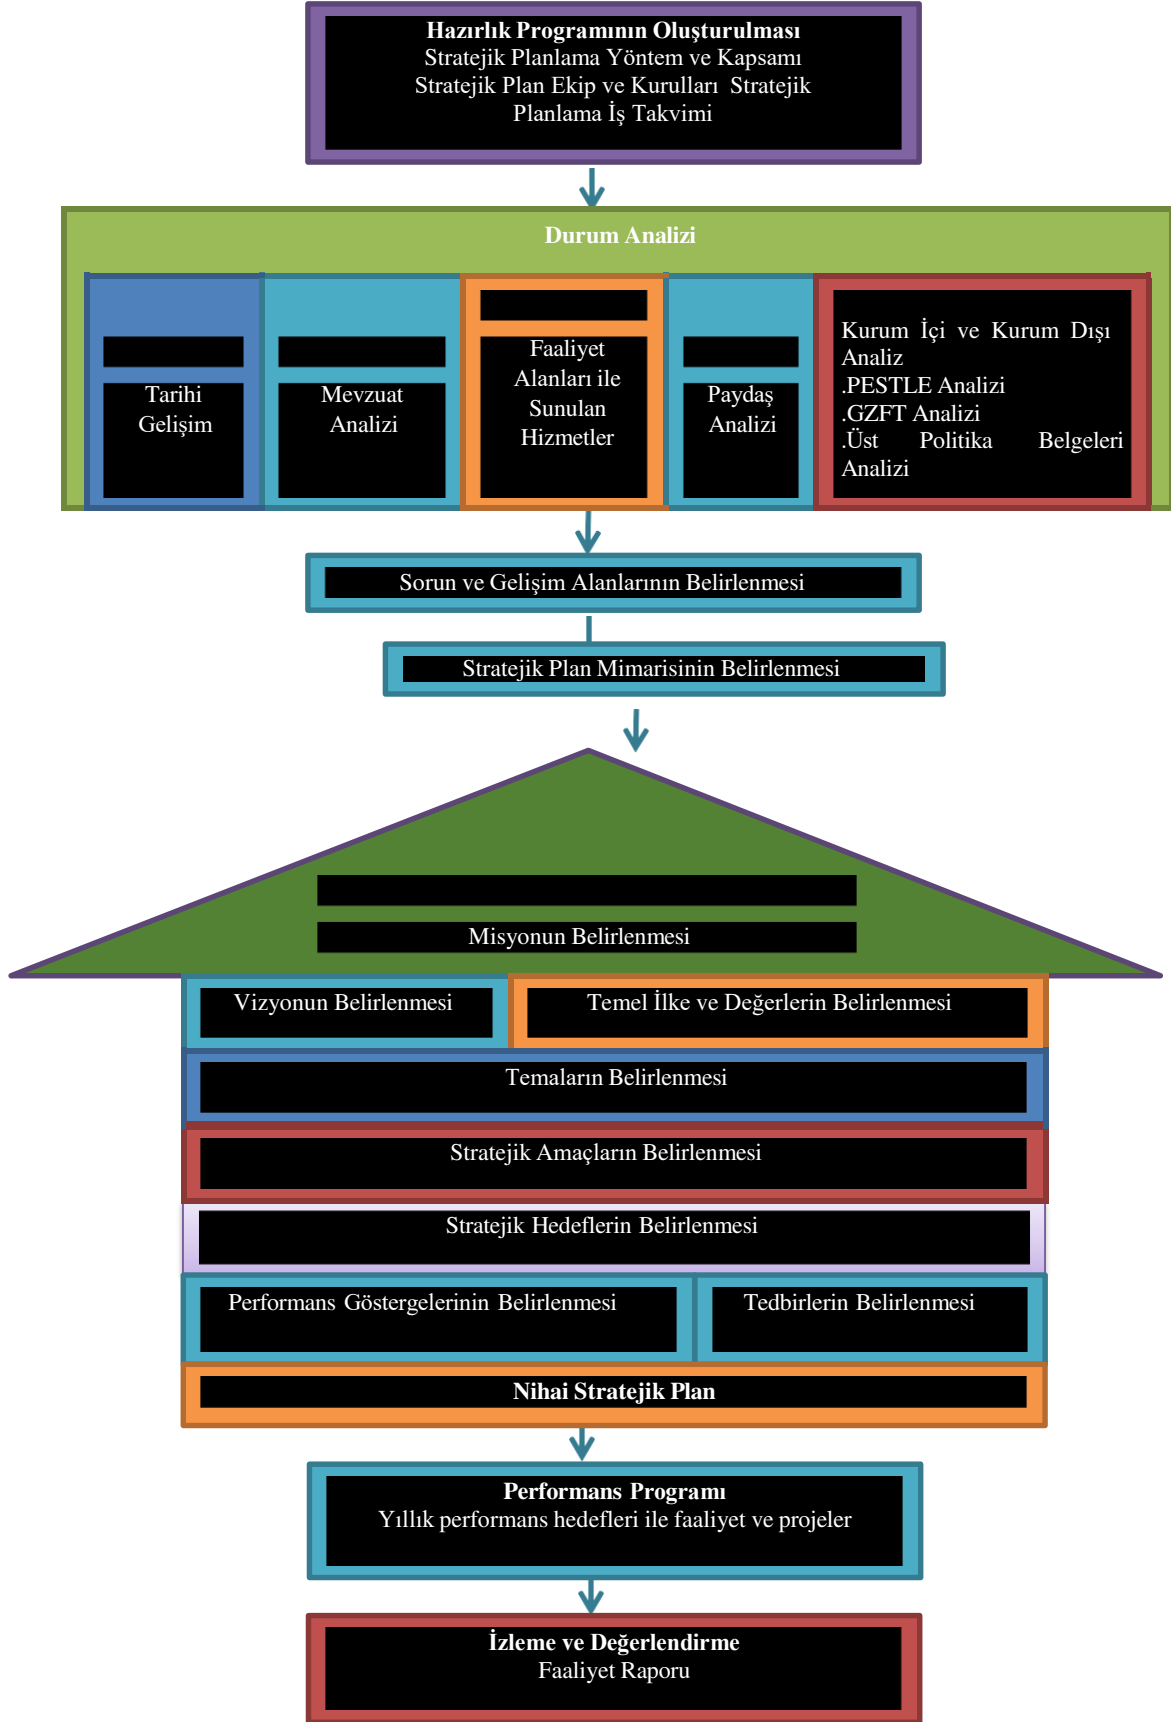 Hazırlık Programının Oluşturulması
Stratejik Planlama Yöntem ve Kapsamı
Stratejik Plan Ekip ve Kurulları Stratejik
Planlama İş Takvimi
Durum Analizi
Tarihi
Gelişim
Mevzuat
Analizi
Faaliyet
Alanları ile
Sunulan
Hizmetler
Paydaş
Analizi
Kurum İçi ve Kurum Dışı
Analiz
.PESTLE Analizi
.GZFT Analizi
.Üst Politika Belgeleri
Analizi
Sorun ve Gelişim Alanlarının Belirlenmesi
Stratejik Plan Mimarisinin Belirlenmesi
Misyonun Belirlenmesi
Vizyonun Belirlenmesi
Temel İlke ve Değerlerin Belirlenmesi
Temaların Belirlenmesi
Stratejik Amaçların Belirlenmesi
Stratejik Hedeflerin Belirlenmesi
Performans Göstergelerinin Belirlenmesi
Tedbirlerin Belirlenmesi
Nihai Stratejik Plan
Performans Programı
Yıllık performans hedefleri ile faaliyet ve projeler
İzleme ve Değerlendirme
Faaliyet Raporu